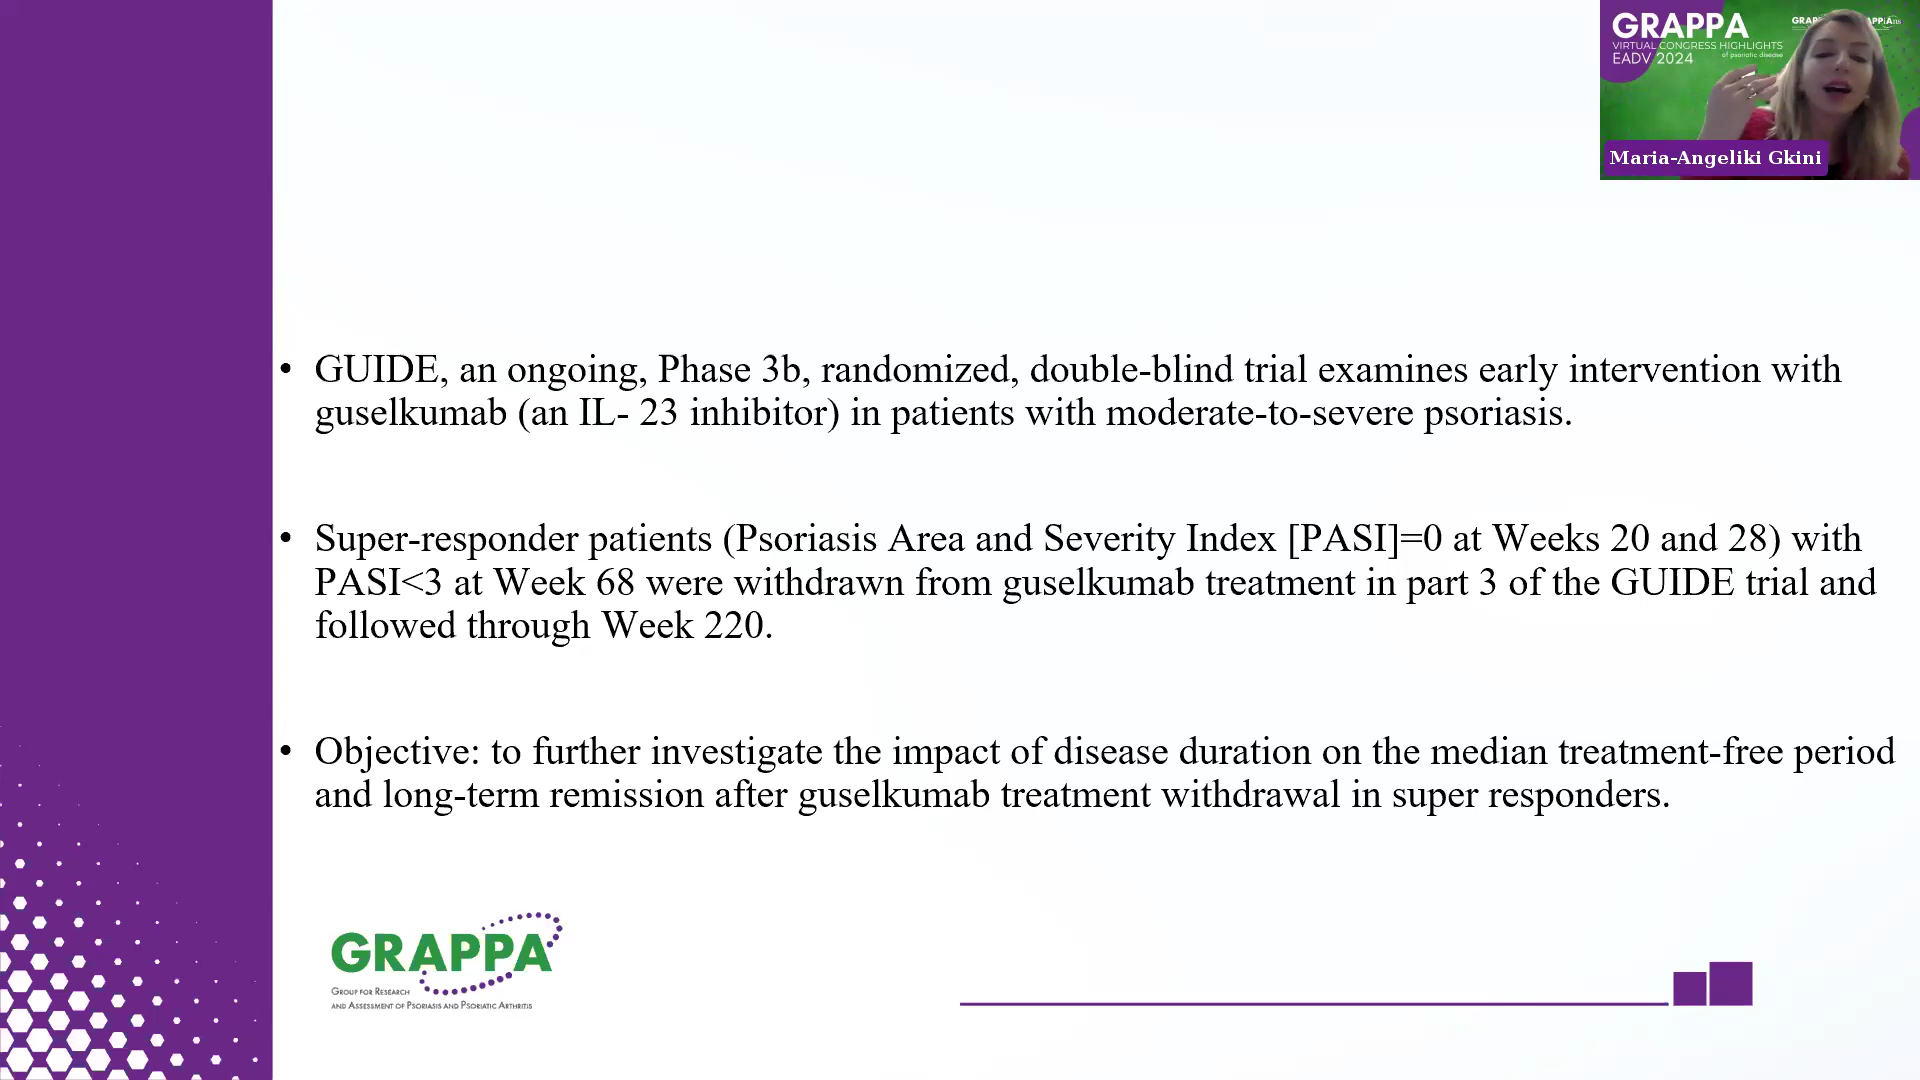 GRAPPA
VIRTUAL CONGRESS HIGHLIGHTS
of psoriatic disease
EADV 2024
Maria-Angeliki Gkini
• GUIDE, an ongoing, Phase 3b, randomized, double-blind trial examines early intervention with
guselkumab (an IL- 23 inhibitor) in patients with moderate-to-severe psoriasis.
• Super-responder patients (Psoriasis Area and Severity Index [PASI]=0 at Weeks 20 and 28) with
PASI<3 at Week 68 were withdrawn from guselkumab treatment in part 3 of the GUIDE trial and
followed through Week 220.
• Objective: to further investigate the impact of disease duration on the median treatment-free period
and long-term remission after guselkumab treatment withdrawal in super responders.
GRAPPA
Group for Research
and Assessment of Psoriasis and Psoriatic Arthritis